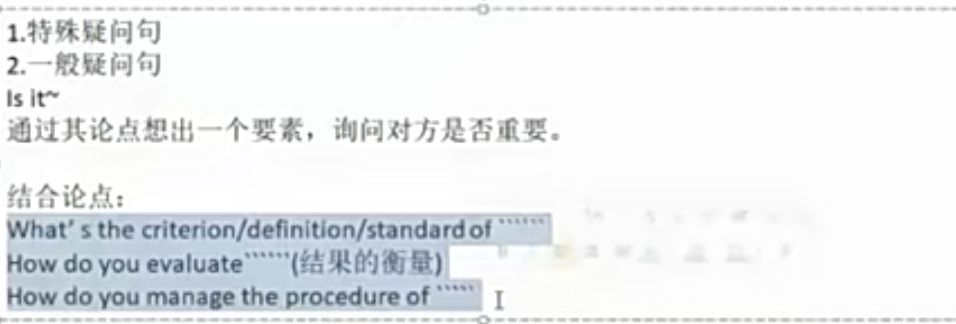 1.特殊疑问句
2.一般疑问句
Is it~
通过其论点想出一个要素，询问对方是否重要。
结合论点：
What’s the criterion/definition/standard of ``````
How do you evaluate``````(结果的衡量)
How do you manage the procedure of `````